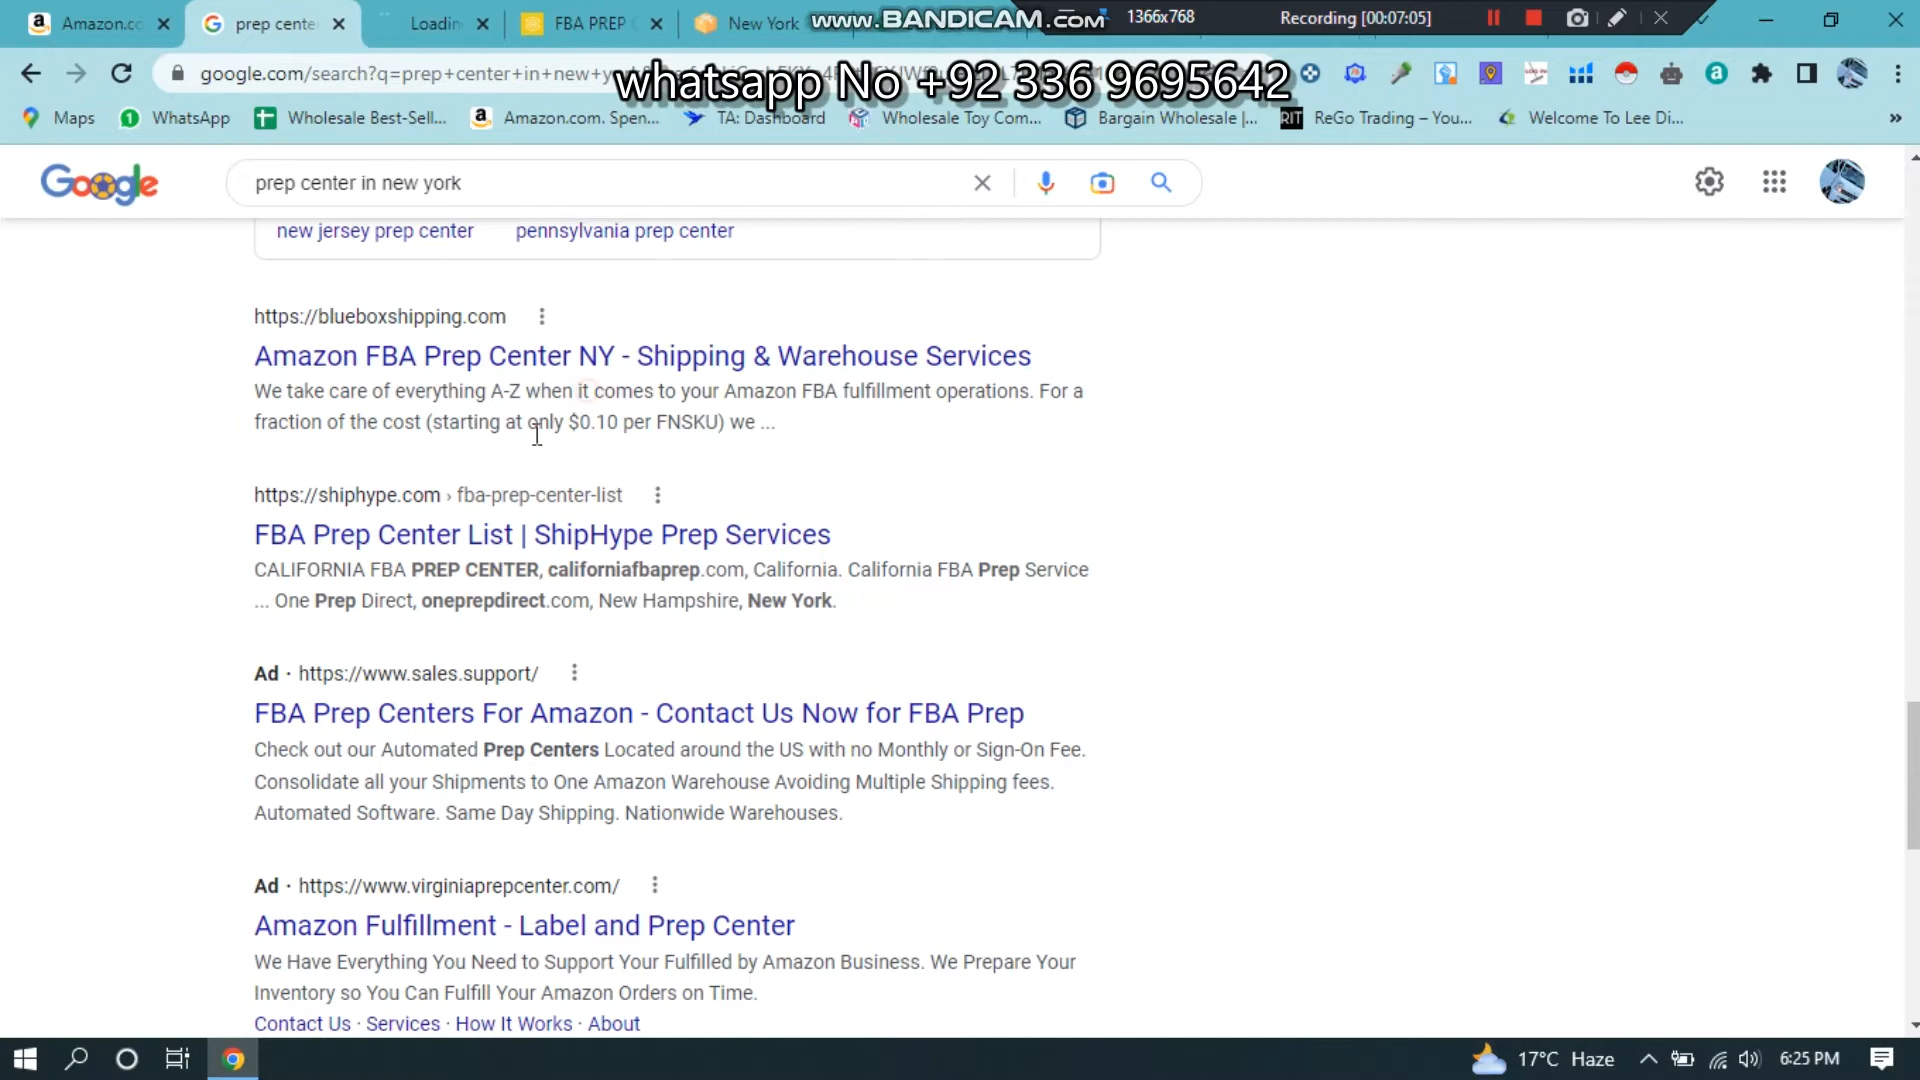 Amazon.co
prep cente
Loadin
FBA PREP
New York
www.BANDICAM.com
1366x768
Recording [00:07:05]
google.com/search?q=prep+center+in+new+y
whatsapp No +92 336 9695642
Maps
WhatsApp
Wholesale Best-Sell...
Amazon.com. Spen...
TA: Dashboard
Wholesale Toy Com...
Bargain Wholesale |...
RIT
ReGo Trading – You...
Welcome To Lee Di...
Google
prep center in new york
new jersey prep center
pennsylvania prep center
https://blueboxshipping.com
Amazon FBA Prep Center NY - Shipping & Warehouse Services
We take care of everything A-Z when it comes to your Amazon FBA fulfillment operations. For a
fraction of the cost (starting at only $0.10 per FNSKU) we ...
https://shiphype.com › fba-prep-center-list
FBA Prep Center List | ShipHype Prep Services
CALIFORNIA FBA PREP CENTER, californiafbaprep.com, California. California FBA Prep Service
... One Prep Direct, oneprepdirect.com, New Hampshire, New York.
Ad · https://www.sales.support/
FBA Prep Centers For Amazon - Contact Us Now for FBA Prep
Check out our Automated Prep Centers Located around the US with no Monthly or Sign-On Fee.
Consolidate all your Shipments to One Amazon Warehouse Avoiding Multiple Shipping fees.
Automated Software. Same Day Shipping. Nationwide Warehouses.
Ad · https://www.virginiaprepcenter.com/
Amazon Fulfillment - Label and Prep Center
We Have Everything You Need to Support Your Fulfilled by Amazon Business. We Prepare Your
Inventory so You Can Fulfill Your Amazon Orders on Time.
Contact Us · Services · How It Works · About
17°C Haze
6:25 PM